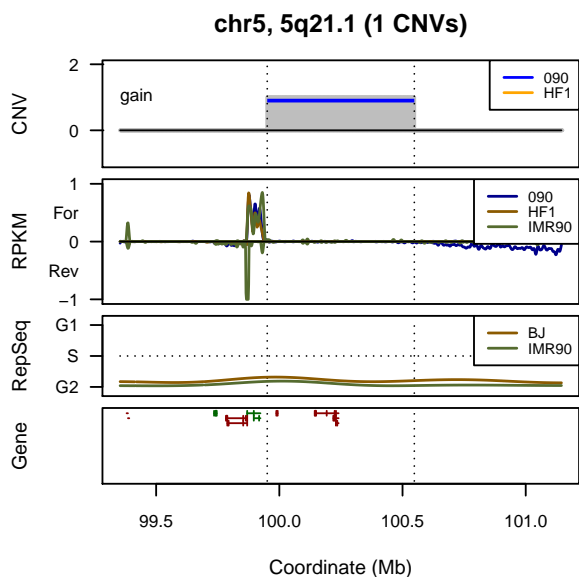 chr5, 5q21.1 (1 CNVs)
CNV
2
0
gain
090
HF1
RPKM
1
For
0
Rev
−1
090
HF1
IMR90
RepSeq
G1
S
G2
BJ
IMR90
Gene
99.5
100.0
100.5
101.0
Coordinate (Mb)